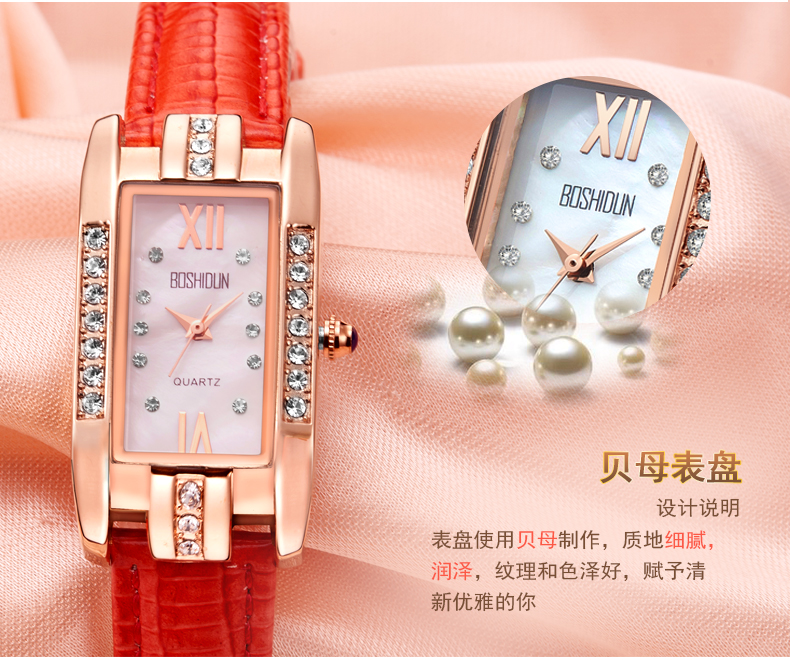 XII
BOSHIDUN
QUARTZ
VI
XII
BOSHIDUN
贝母表盘
设计说明
表盘使用贝母制作，质地细腻，
润泽，纹理和色泽好，赋予清
新优雅的你